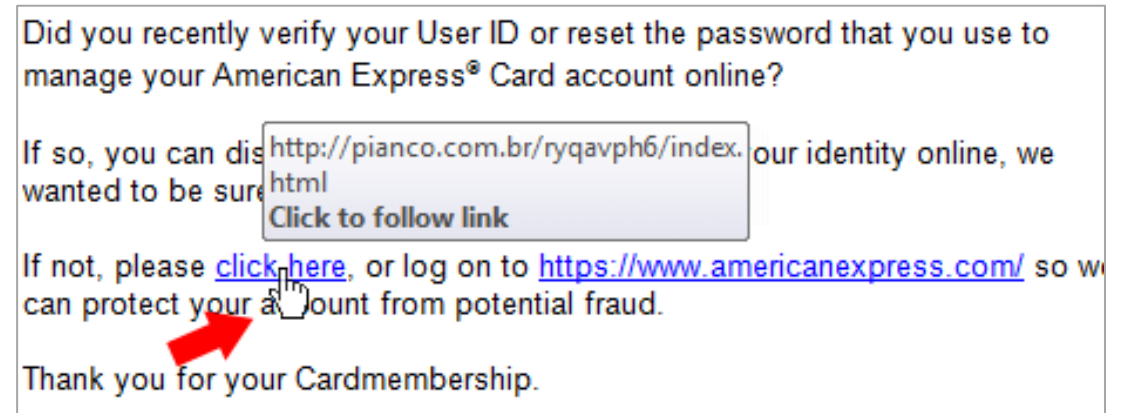 Did you recently verify your User ID or reset the password that you use to
manage your American Express® Card account online?
If so, you can dis
http://pianco.com.br/ryqavph6/index.
html
Click to follow link
our identity online, we
wanted to be sure
If not, please click here, or log on to https://www.americanexpress.com/ so we
can protect your account from potential fraud.
Thank you for your Cardmembership.